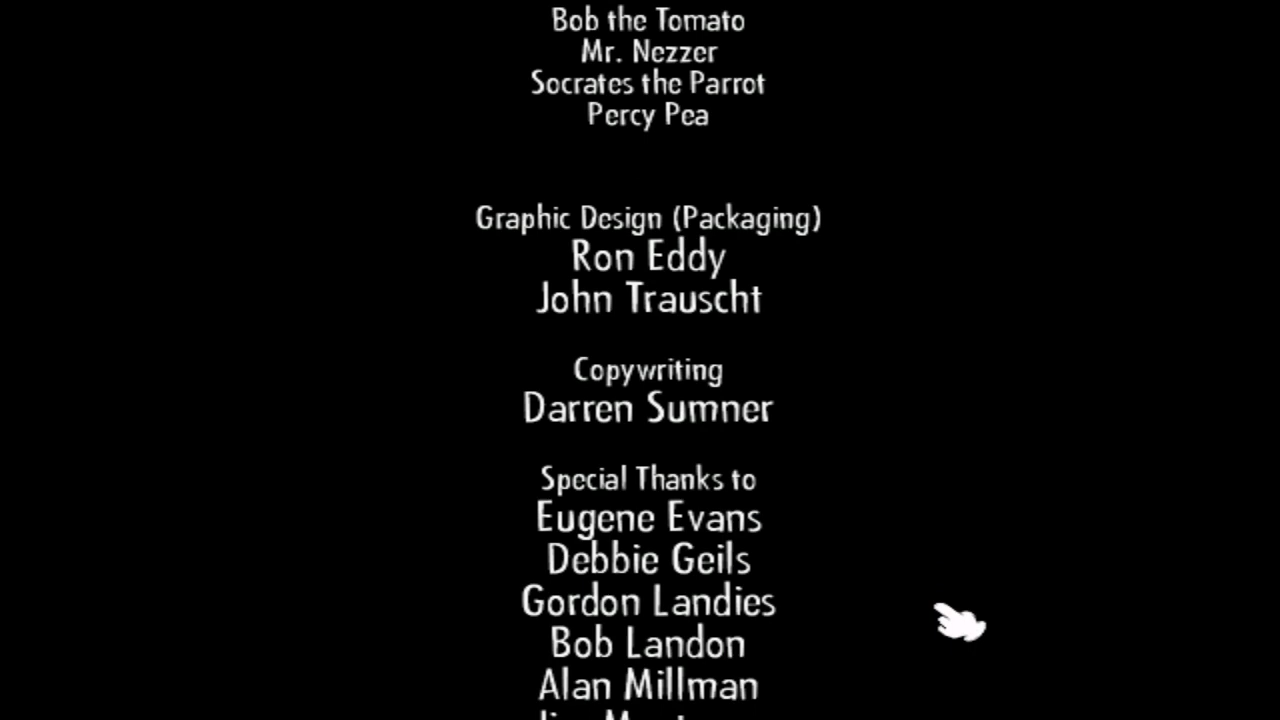 Bob the Tomato
Mr. Nezzer
Socrates the Parrot
Percy Pea
Graphic Design (Packaging)
Ron Eddy
John Trauscht
Copywriting
Darren Sumner
Special Thanks to
Eugene Evans
Debbie Geils
Gordon Landies
Bob Landon
Alan Millman